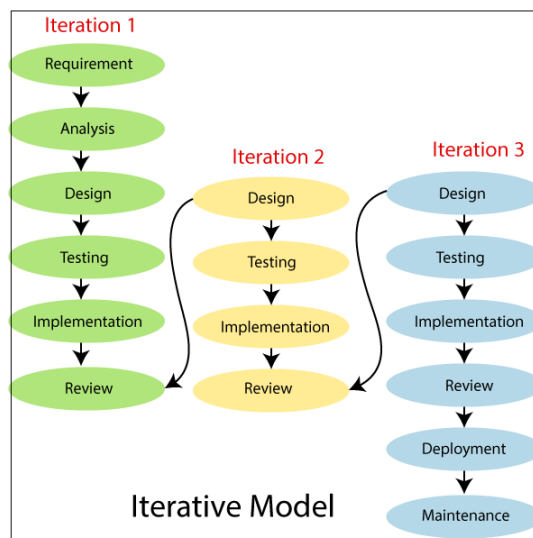 Iteration 1
Requirement
Analysis
Design
Testing
Implementation
Review
Iteration 2
Design
Testing
Implementation
Review
Iteration 3
Design
Testing
Implementation
Review
Deployment
Maintenance
Iterative Model